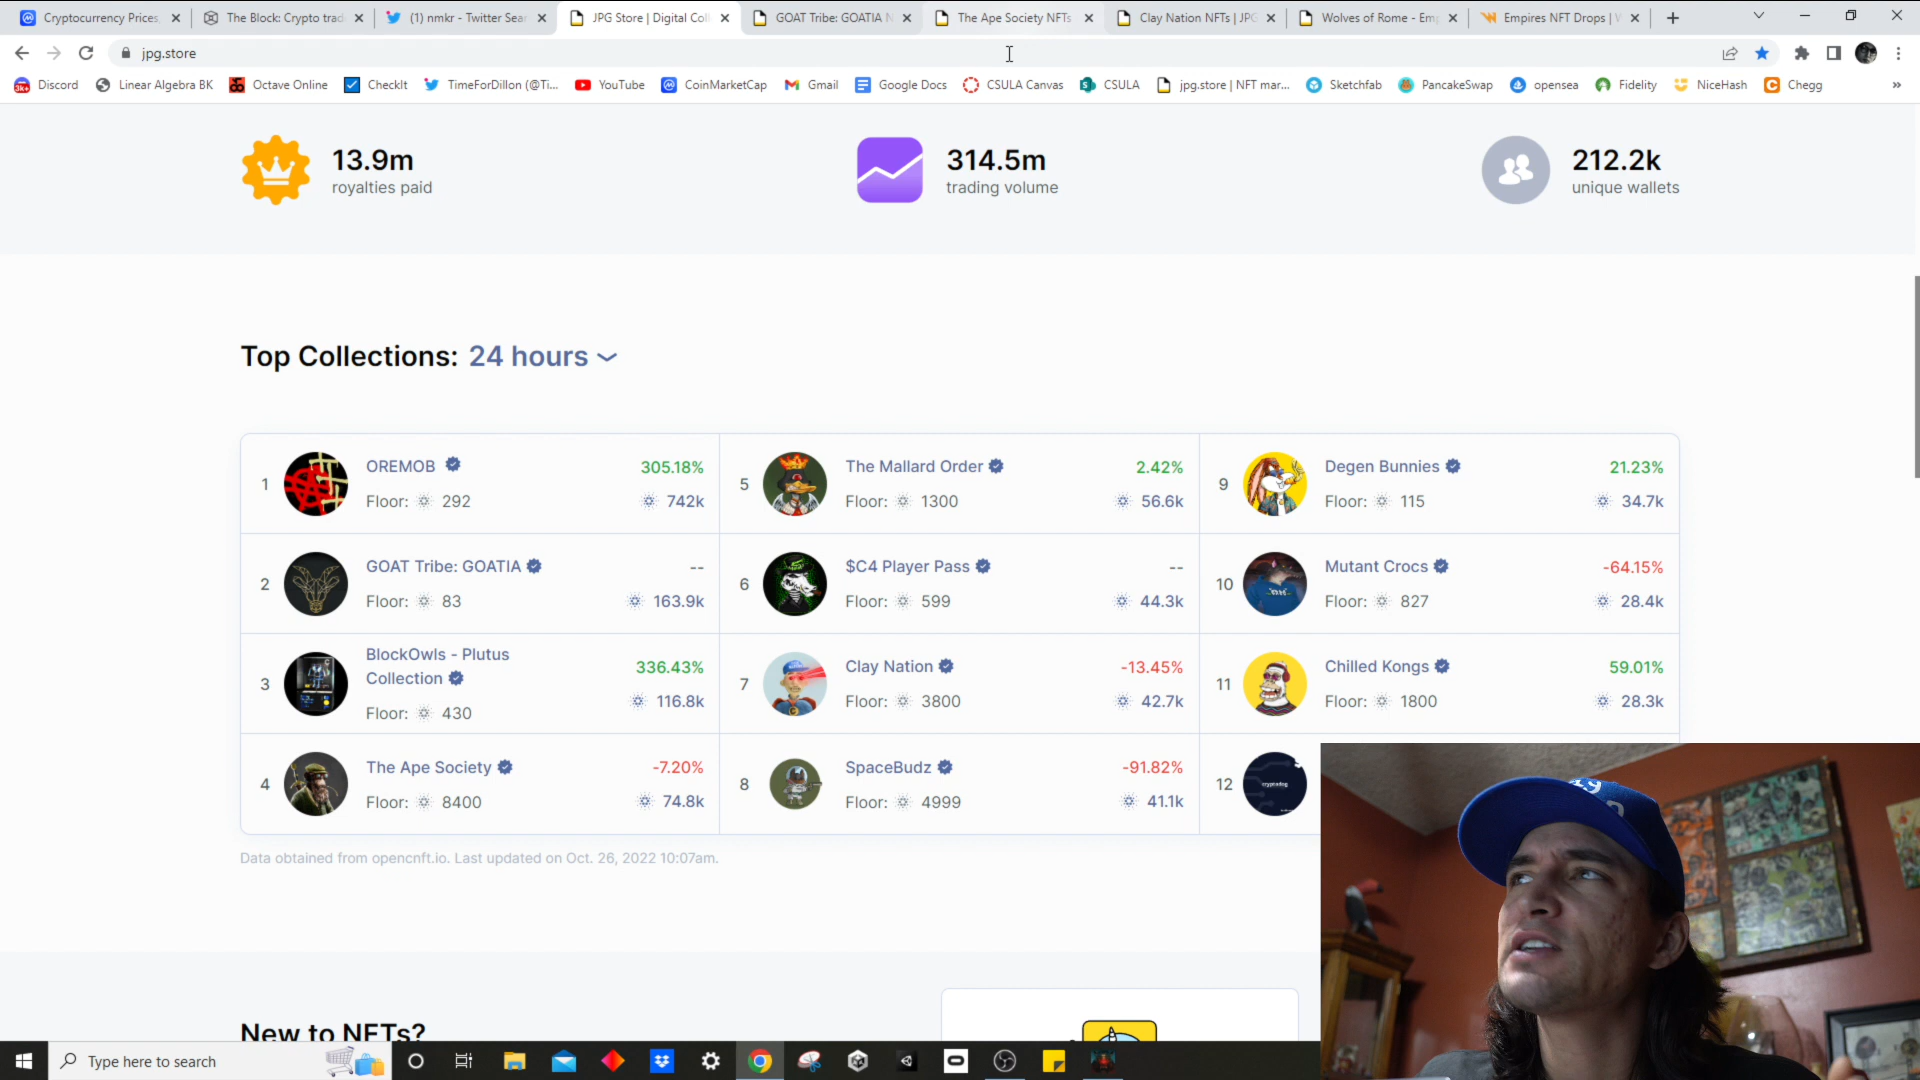 Cryptocurrency Prices,
The Block: Crypto trad
(1) nmkr - Twitter Sear
JPG Store | Digital Coll
GOAT Tribe: GOATIA N
The Ape Society NFTs
Clay Nation NFTs | JPG
Wolves of Rome - Emp
Empires NFT Drops | V
jpg.store
3k+
Discord
Linear Algebra BK
Octave Online
CheckIt
TimeForDillon (@Ti...
YouTube
CoinMarketCap
Gmail
Google Docs
CSULA Canvas
CSULA
jpg.store | NFT mar...
Sketchfab
PancakeSwap
opensea
Fidelity
NiceHash
Chegg
»
13.9m
royalties paid
314.5m
trading volume
212.2k
unique wallets
Top Collections: 24 hours
1
OREMOB
305.18%
Floor: 292
742k
2
GOAT Tribe: GOATIA
--
Floor: 83
163.9k
3
BlockOwls - Plutus
Collection
336.43%
Floor: 430
116.8k
4
The Ape Society
-7.20%
Floor: 8400
74.8k
5
The Mallard Order
2.42%
Floor: 1300
56.6k
6
$C4 Player Pass
--
Floor: 599
44.3k
7
Clay Nation
-13.45%
Floor: 3800
42.7k
8
SpaceBudz
-91.82%
Floor: 4999
41.1k
9
Degen Bunnies
21.23%
Floor: 115
34.7k
10
Mutant Crocs
-64.15%
Floor: 827
28.4k
11
Chilled Kongs
59.01%
Floor: 1800
28.3k
12
cryptodog
Data obtained from opencnft.io. Last updated on Oct. 26, 2022 10:07am.
New to NFTs?
Type here to search